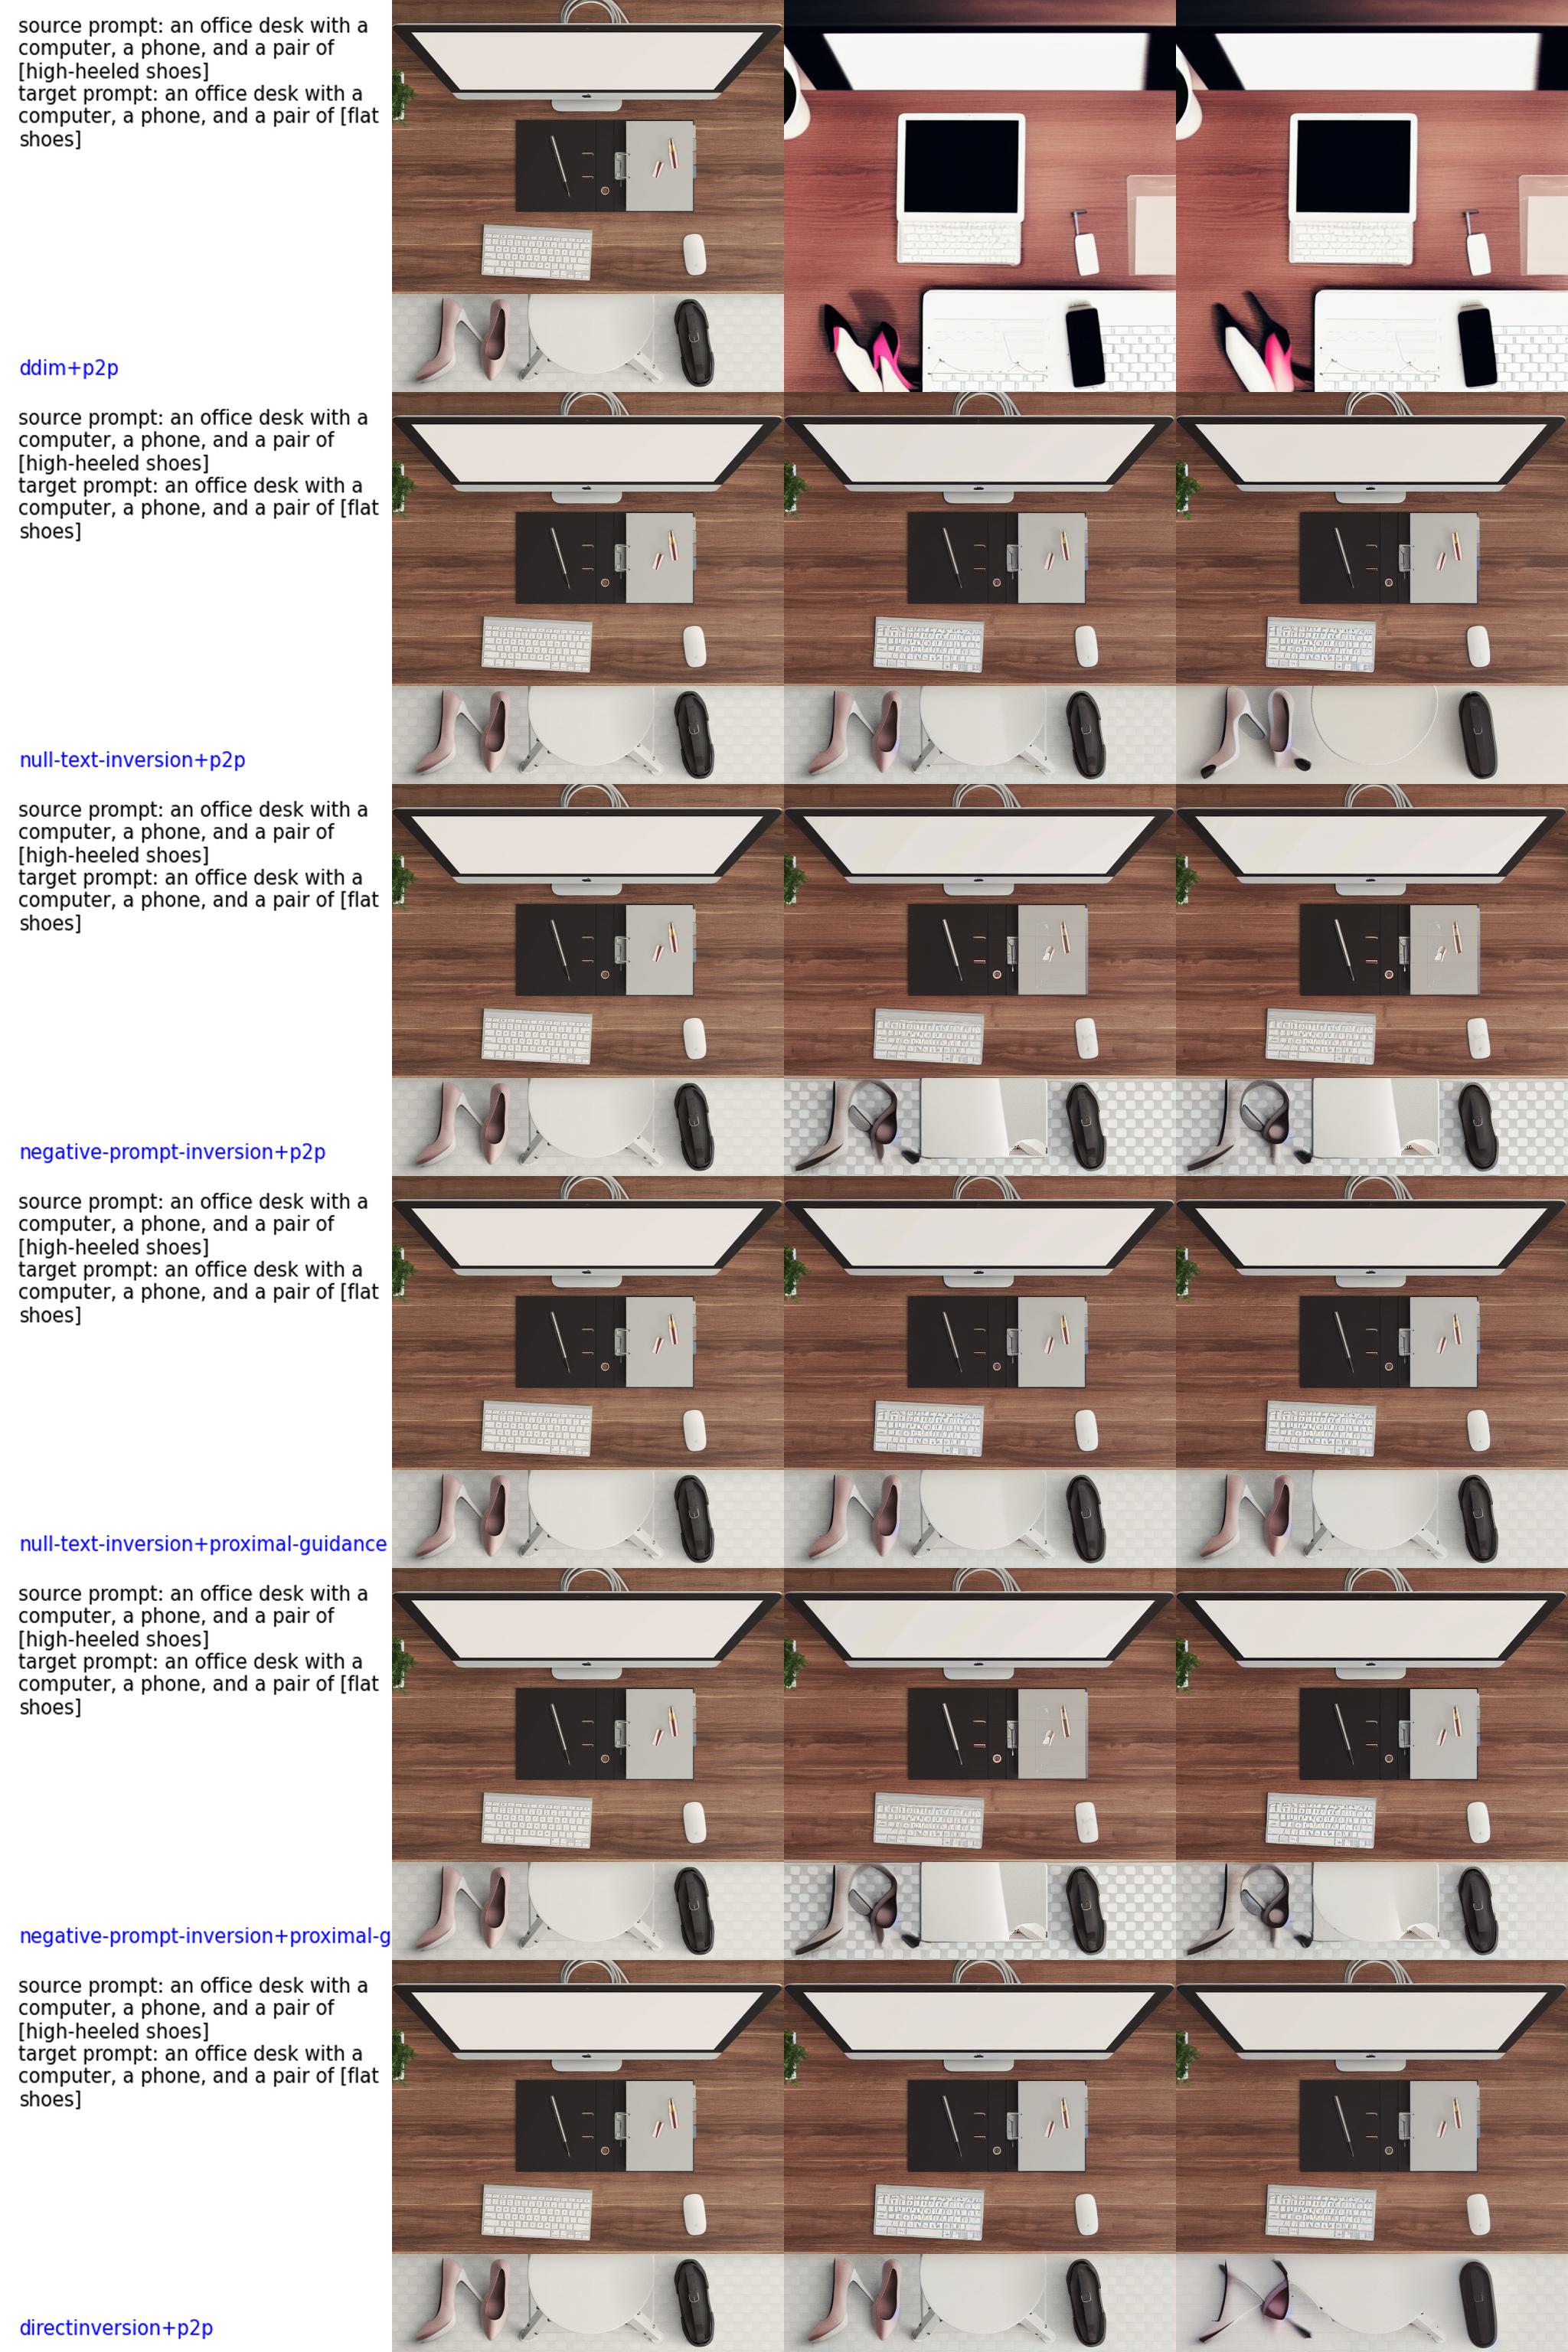 source prompt: an office desk with a
computer, a phone, and a pair of
[high-heeled shoes]
target prompt: an office desk with a
computer, a phone, and a pair of [flat
shoes]
ddim+p2p
source prompt: an office desk with a
computer, a phone, and a pair of
[high-heeled shoes]
target prompt: an office desk with a
computer, a phone, and a pair of [flat
shoes]
null-text-inversion+p2p
source prompt: an office desk with a
computer, a phone, and a pair of
[high-heeled shoes]
target prompt: an office desk with a
computer, a phone, and a pair of [flat
shoes]
negative-prompt-inversion+p2p
source prompt: an office desk with a
computer, a phone, and a pair of
[high-heeled shoes]
target prompt: an office desk with a
computer, a phone, and a pair of [flat
shoes]
null-text-inversion+proximal-guidance
source prompt: an office desk with a
computer, a phone, and a pair of
[high-heeled shoes]
target prompt: an office desk with a
computer, a phone, and a pair of [flat
shoes]
negative-prompt-inversion+proximal-g
source prompt: an office desk with a
computer, a phone, and a pair of
[high-heeled shoes]
target prompt: an office desk with a
computer, a phone, and a pair of [flat
shoes]
directinversion+p2p